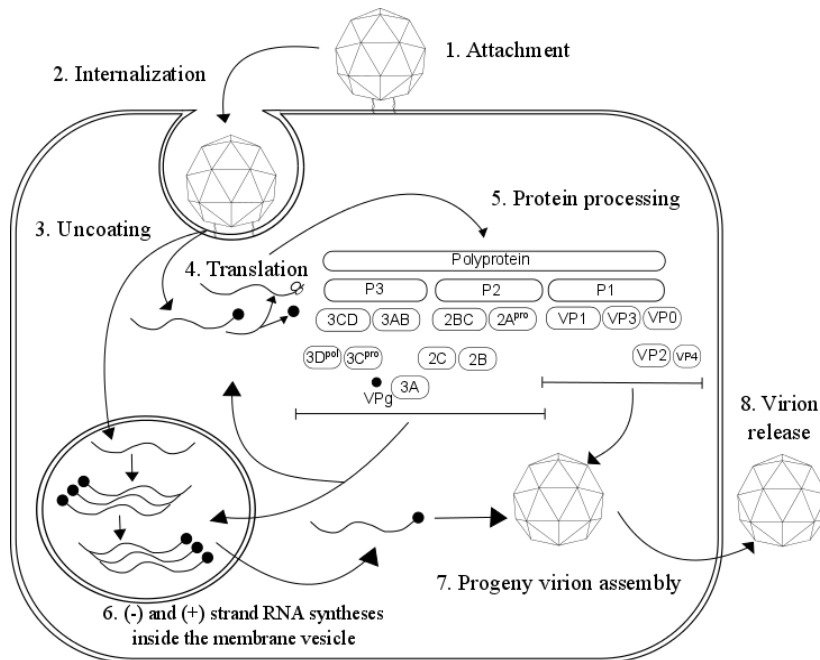 1. Attachment
2. Internalization
3. Uncoating
4. Translation
5. Protein processing
Polyprotein
P3 P2 P1
3CD 3AB 2BC 2Apro VP1 VP3 VP0
3Dpol 3Cpro 2C 2B VP2 VP4
VPg 3A
8. Virion
release
7. Progeny virion assembly
6. (-) and (+) strand RNA syntheses
inside the membrane vesicle